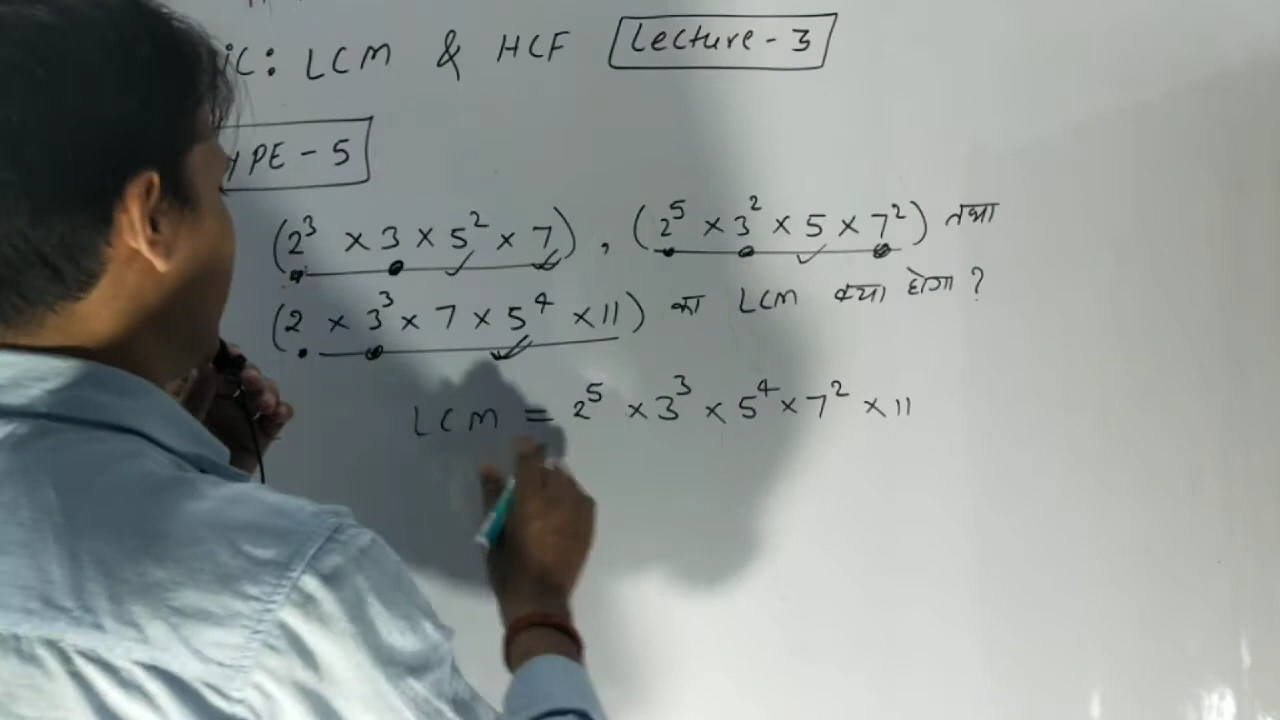 iC: LCM & HCF Lecture-3
YPE-5
(2³ × 3 × 5² × 7), (2⁵ × 3² × 5 × 7²) तथा
(2 × 3³ × 7 × 5⁴ × 11) का LCM क्या होगा?
LCM = 2⁵ × 3³ × 5⁴ × 7² × 11